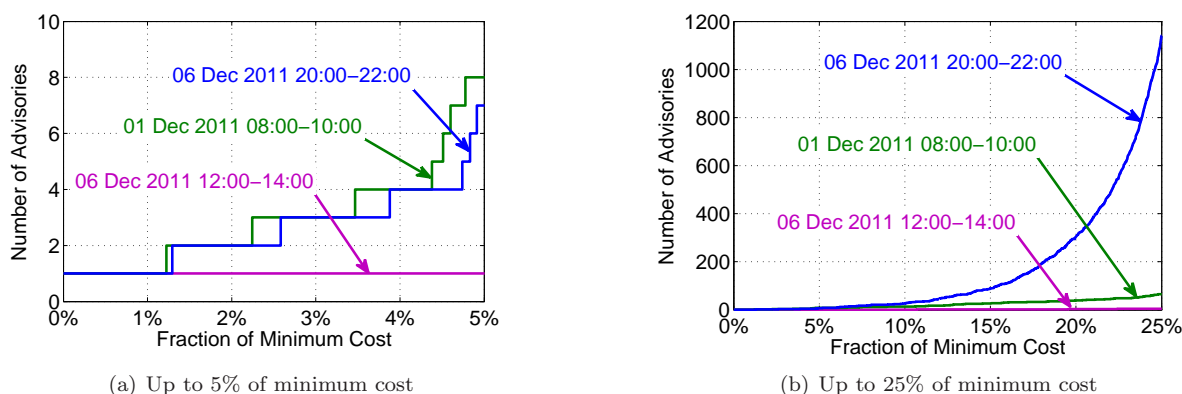 10
8
6
4
2
0
Number of Advisories
06 Dec 2011 20:00−22:00
01 Dec 2011 08:00−10:00
06 Dec 2011 12:00−14:00
0% 1% 2% 3% 4% 5%
Fraction of Minimum Cost
(a) Up to 5% of minimum cost
1200
1000
800
600
400
200
0
Number of Advisories
06 Dec 2011 20:00−22:00
01 Dec 2011 08:00−10:00
06 Dec 2011 12:00−14:00
0% 5% 10% 15% 20% 25%
Fraction of Minimum Cost
(b) Up to 25% of minimum cost